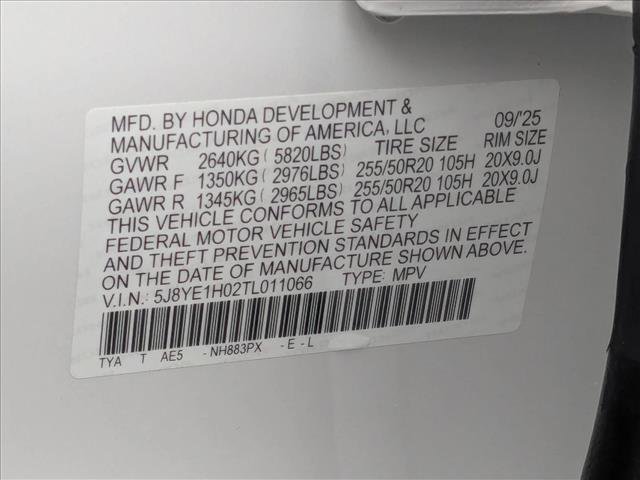 MFD. BY HONDA DEVELOPMENT & 09/'25
MANUFACTURING OF AMERICA, LLC TIRE SIZE RIM SIZE
GVWR 2640KG ( 5820LBS)
GAWR F 1350KG ( 2976LBS) 255/50R20 105H 20X9.0J
GAWR R 1345KG ( 2965LBS) 255/50R20 105H 20X9.0J
THIS VEHICLE CONFORMS TO ALL APPLICABLE
FEDERAL MOTOR VEHICLE SAFETY
AND THEFT PREVENTION STANDARDS IN EFFECT
ON THE DATE OF MANUFACTURE SHOWN ABOVE.
V.I.N.: 5J8YE1H02TL011066 TYPE: MPV
TYA T AE5 -NH883PX -E-L